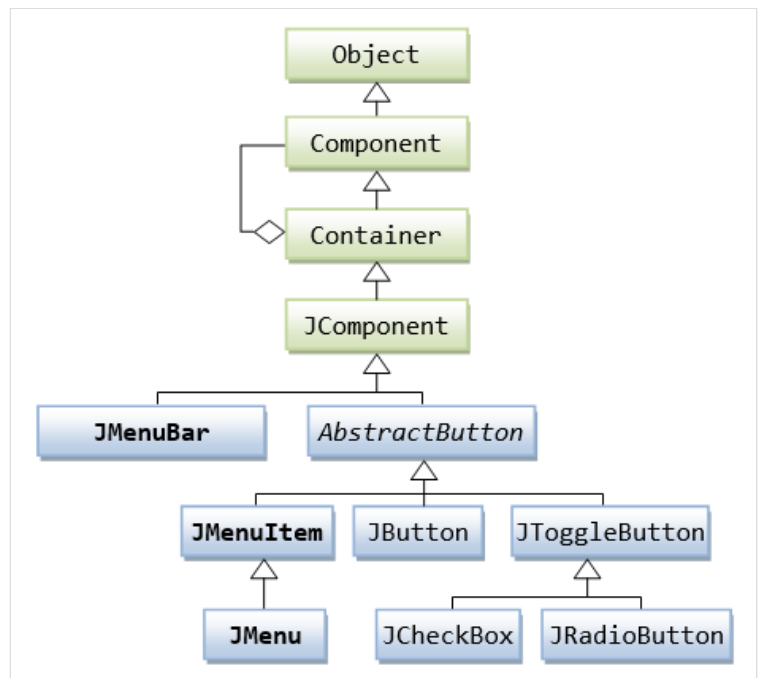 Object
Component
Container
JComponent
JMenuBar
AbstractButton
JMenuItem
JButton
JToggleButton
JMenu
JCheckBox
JRadioButton